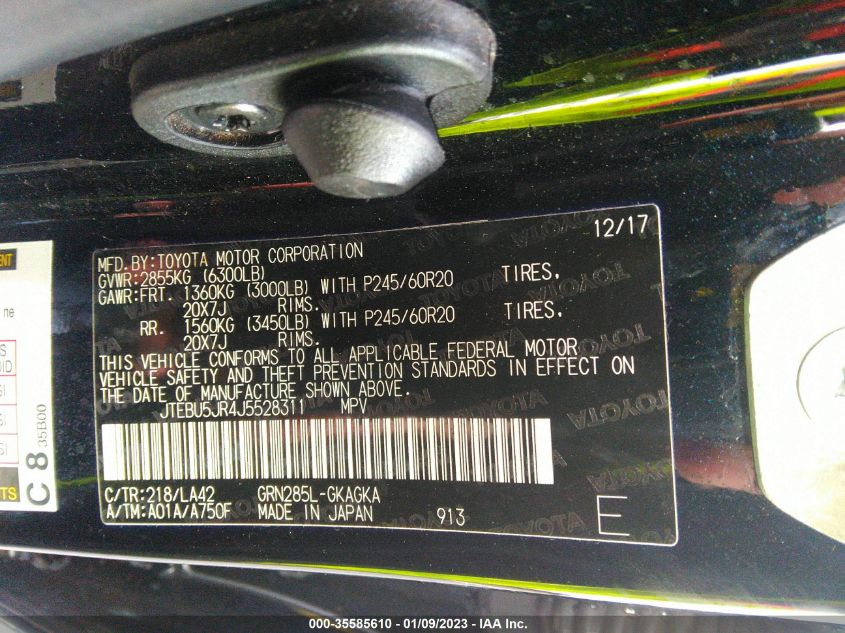 12/17
MFD.BY:TOYOTA MOTOR CORPORATION
GVWR:2855KG (6300LB)
GAWR:FRT. 1360KG (3000LB) WITH P245/60R20 TIRES,
20X7J RIMS.
RR. 1560KG (3450LB) WITH P245/60R20 TIRES,
20X7J RIMS.
THIS VEHICLE CONFORMS TO ALL APPLICABLE FEDERAL MOTOR
VEHICLE SAFETY AND THEFT PREVENTION STANDARDS IN EFFECT ON
THE DATE OF MANUFACTURE SHOWN ABOVE.
JTEBU5JR4J5528311 MPV
C/TR:218/LA42 GRN285L-GKAGKA
A/TM:A01A/A750F MADE IN JAPAN 913 E
ne
C 8 35B00
000-35585610 - 01/09/2023 - IAA Inc.